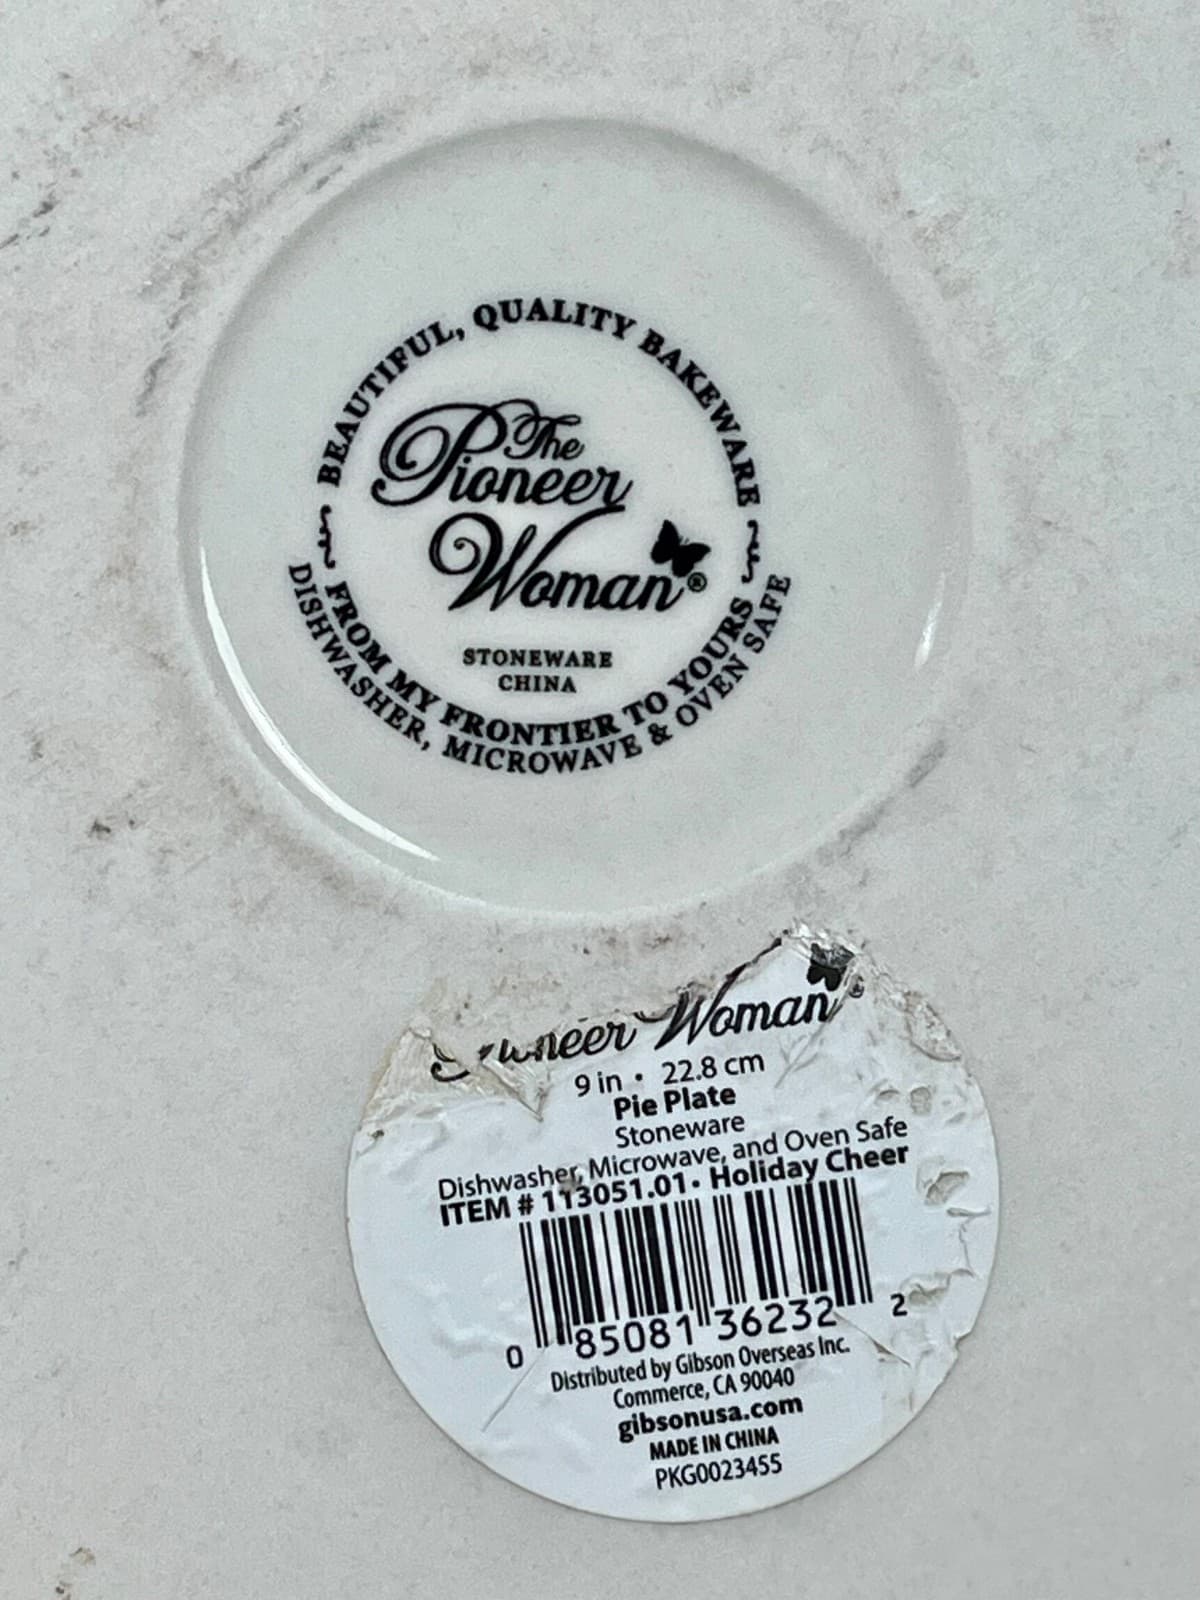 BEAUTIFUL, QUALITY BAKEWARE
The
Pioneer
Woman®
STONEWARE
CHINA
FROM MY FRONTIER TO YOURS
DISHWASHER, MICROWAVE & OVEN SAFE
Pioneer Woman®
9 in • 22.8 cm
Pie Plate
Stoneware
Dishwasher, Microwave, and Oven Safe
ITEM # 113051.01• Holiday Cheer
0 85081 36232 2
Distributed by Gibson Overseas Inc.
Commerce, CA 90040
gibsonusa.com
MADE IN CHINA
PKG0023455